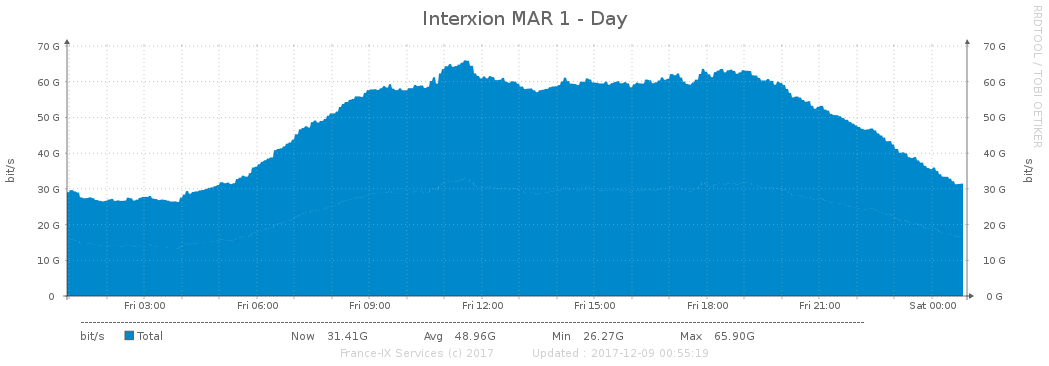 Interxion MAR 1 - Day
RRDTOOL / TOBI OETIKER
bit/s
70 G 70 G
60 G 60 G
50 G 50 G
40 G 40 G
30 G 30 G
20 G 20 G
10 G 10 G
0 0 G
bit/s
Fri 03:00 Fri 06:00 Fri 09:00 Fri 12:00 Fri 15:00 Fri 18:00 Fri 21:00 Sat 00:00
bit/s Total Now 31.41G Avg 48.96G Min 26.27G Max 65.90G
France-IX Services (c) 2017 Updated : 2017-12-09 00:55:19